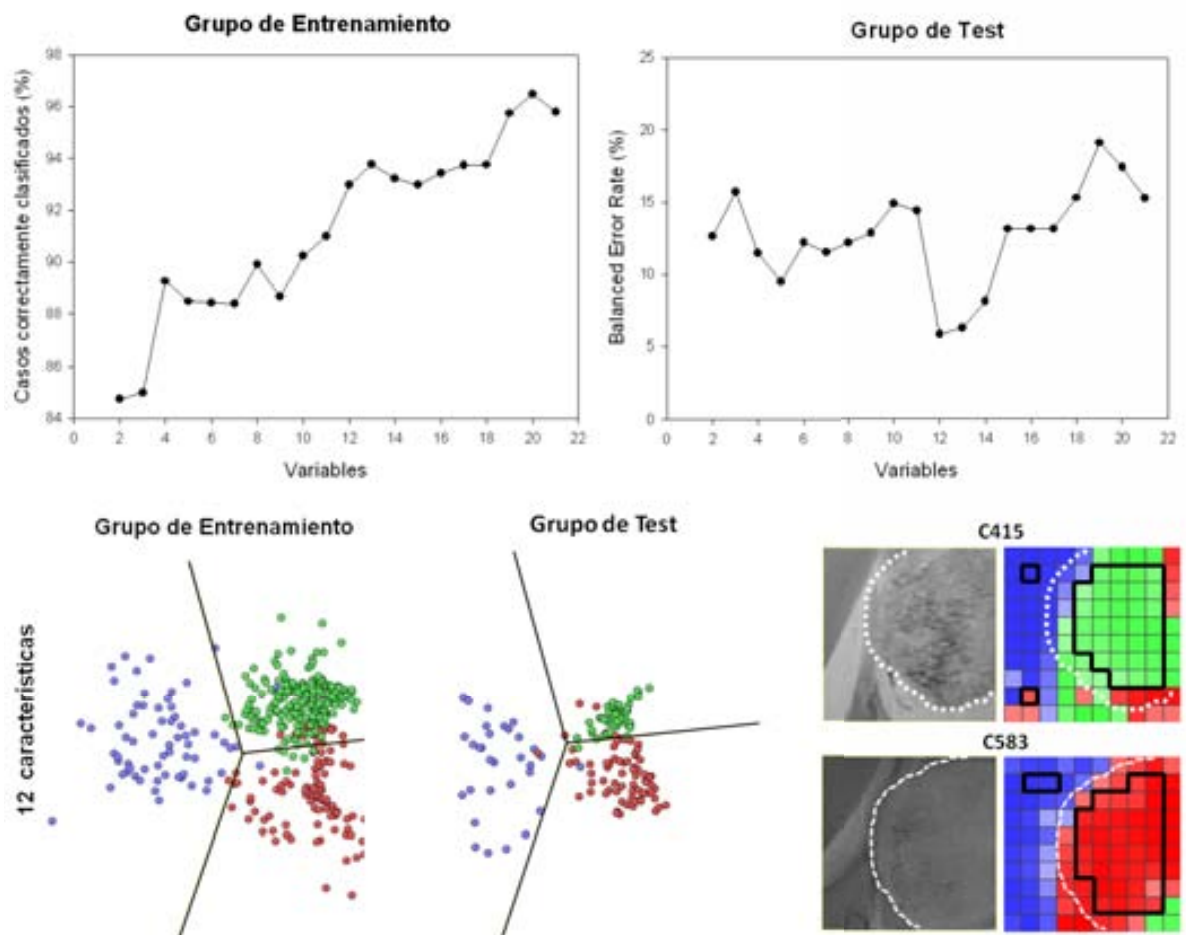 Grupo de Entrenamiento
Casos correctamente clasificados (%)
98
96
94
92
90
88
86
84
0 2 4 6 8 10 12 14 16 18 20 22
Variables
Grupo de Test
Balanced Error Rate (%)
25
20
15
10
5
0
0 2 4 6 8 10 12 14 16 18 20 22
Variables
12 características
Grupo de Entrenamiento
Grupo de Test
C415
C583